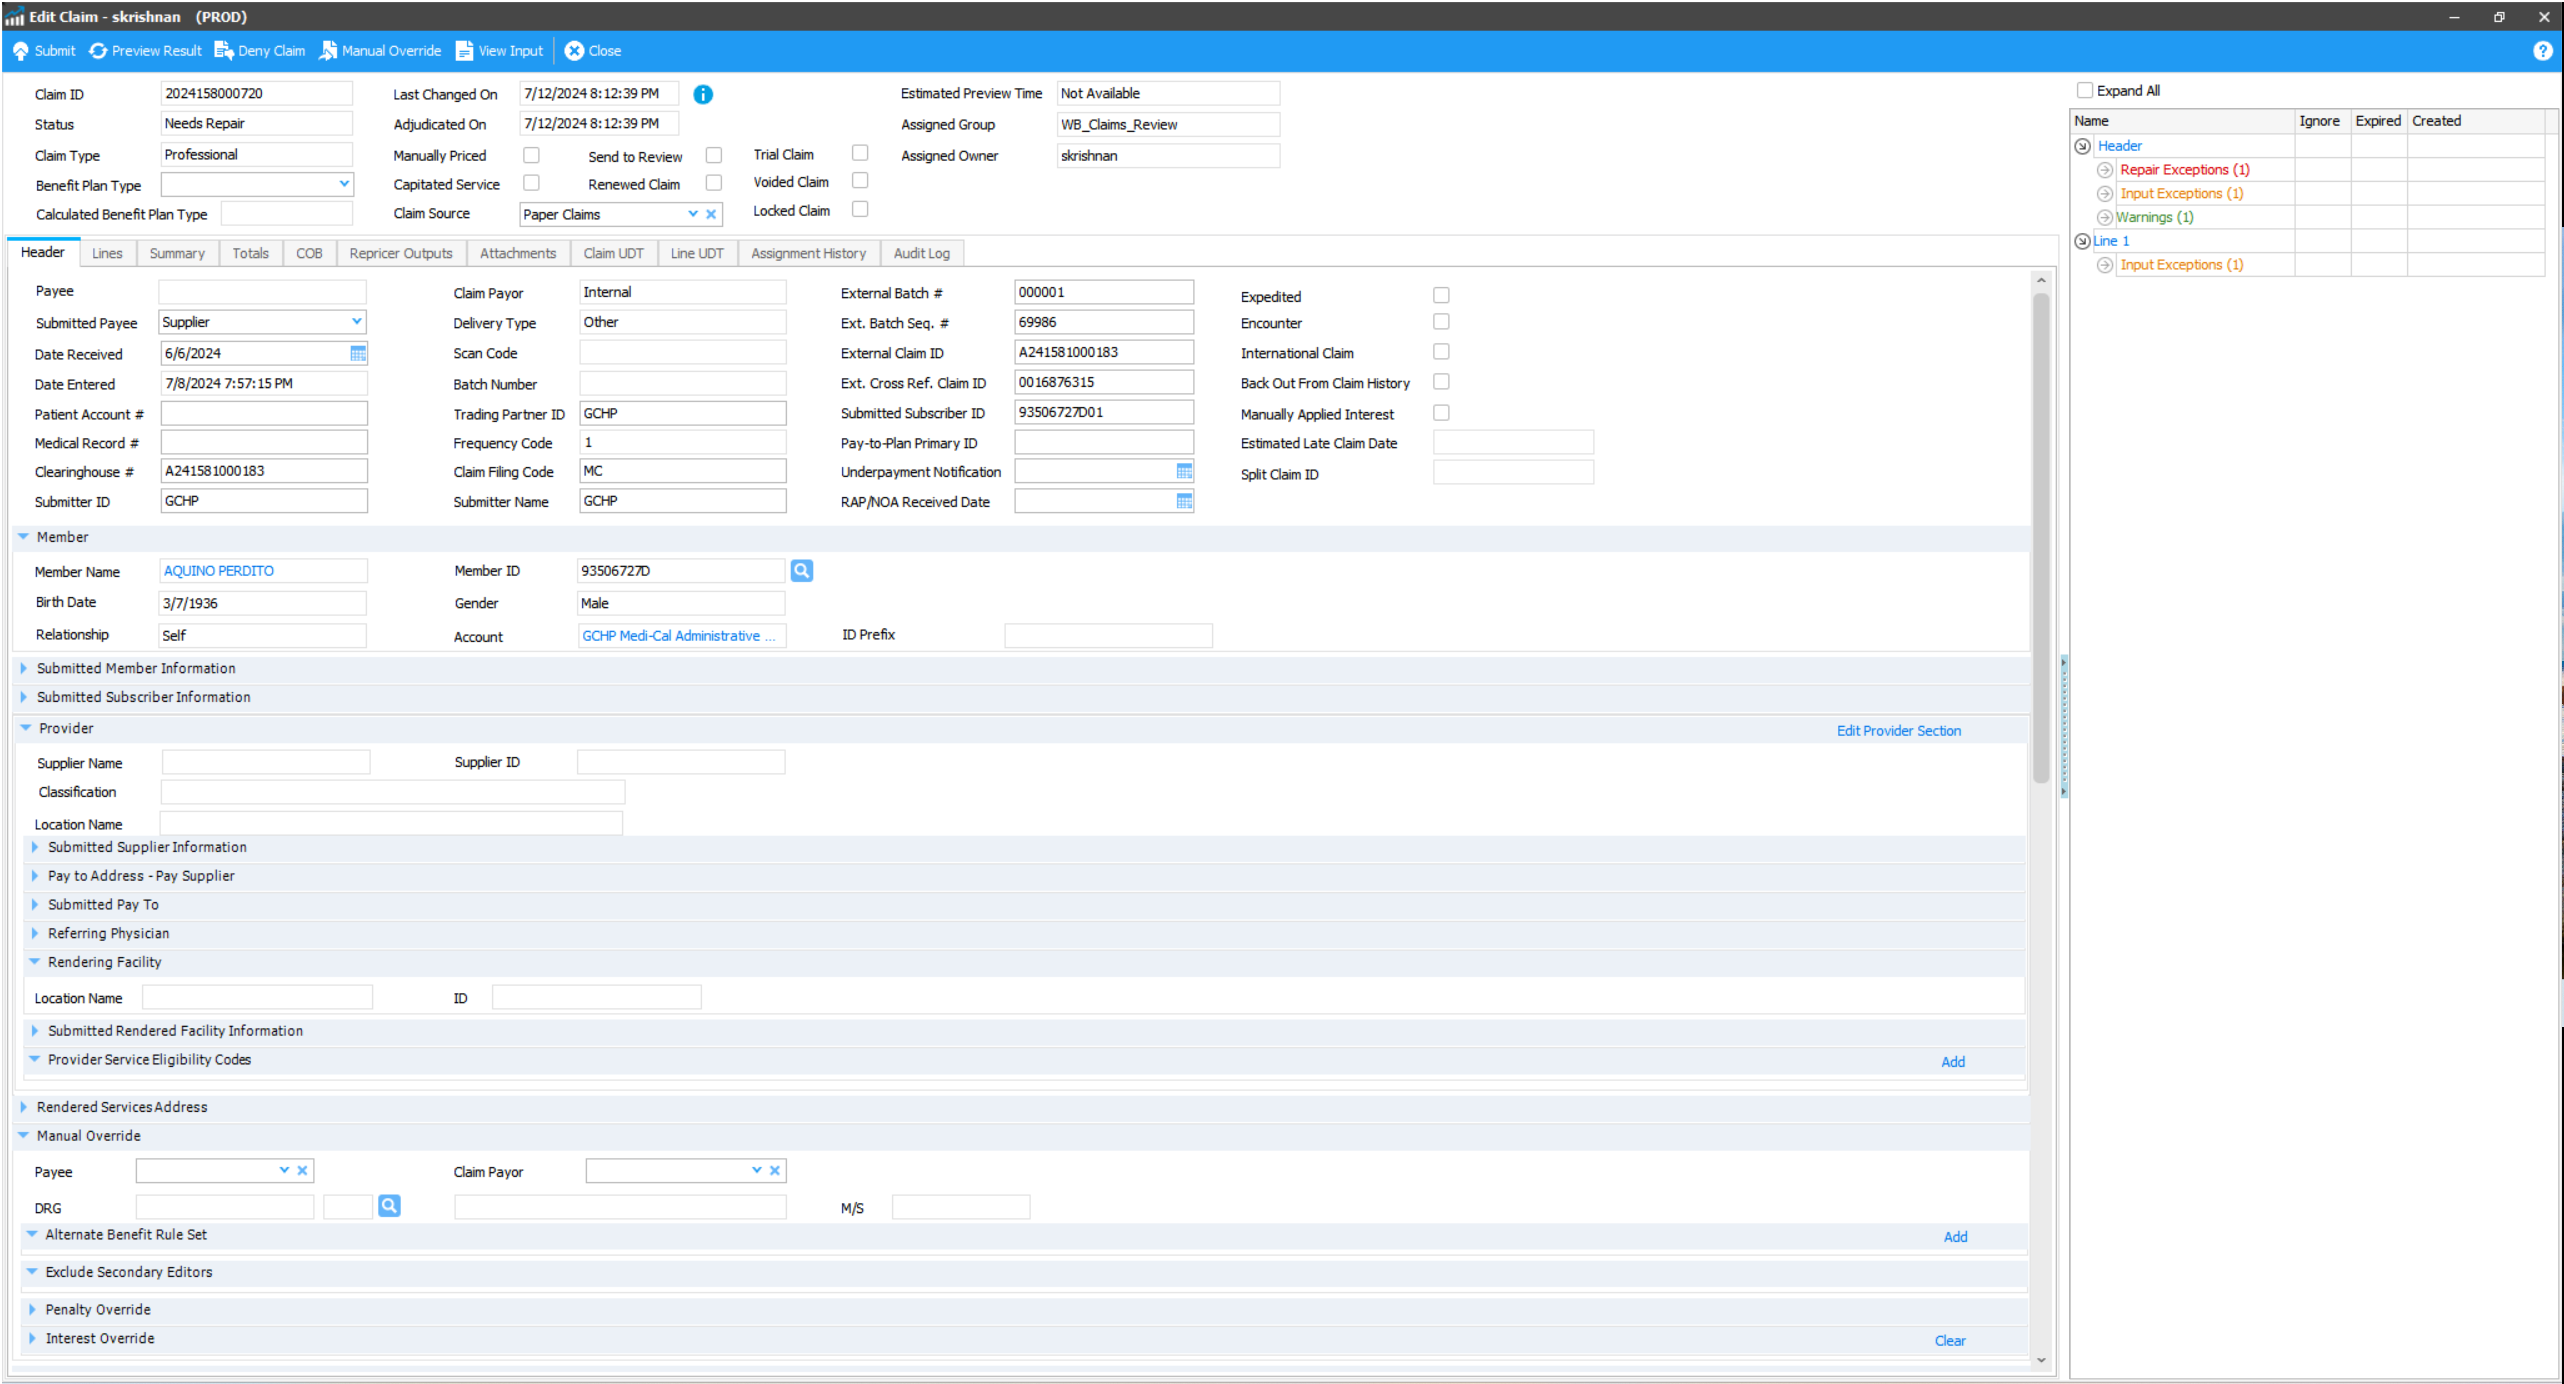 Edit Claim - skrishnan (PROD)
Submit Preview Result Deny Claim Manual Override View Input Close
Claim ID 2024158000720 Last Changed On 7/12/2024 8:12:39 PM Estimated Preview Time Not Available
Status Needs Repair Adjudicated On 7/12/2024 8:12:39 PM Assigned Group WB_Claims_Review
Claim Type Professional Manually Priced Send to Review Trial Claim Assigned Owner skrishnan
Benefit Plan Type Capitated Service Renewed Claim Voided Claim
Calculated Benefit Plan Type Claim Source Paper Claims Locked Claim
Header Lines Summary Totals COB Repricer Outputs Attachments Claim UDT Line UDT Assignment History Audit Log
Payee Claim Payor Internal External Batch # 000001 Expedited
Submitted Payee Supplier Delivery Type Other Ext. Batch Seq. # 69986 Encounter
Date Received 6/6/2024 Scan Code External Claim ID A241581000183 International Claim
Date Entered 7/8/2024 7:57:15 PM Batch Number Ext. Cross Ref. Claim ID 0016876315 Back Out From Claim History
Patient Account # Trading Partner ID GCHP Submitted Subscriber ID 93506727D01 Manually Applied Interest
Medical Record # Frequency Code 1 Pay-to-Plan Primary ID Estimated Late Claim Date
Clearinghouse # A241581000183 Claim Filing Code MC Underpayment Notification Split Claim ID
Submitter ID GCHP Submitter Name GCHP RAP/NOA Received Date
Member
Member Name AQUINO PERDITO Member ID 93506727D
Birth Date 3/7/1936 Gender Male
Relationship Self Account GCHP Medi-Cal Administrative ... ID Prefix
Submitted Member Information
Submitted Subscriber Information
Provider Edit Provider Section
Supplier Name Supplier ID
Classification
Location Name
Submitted Supplier Information
Pay to Address - Pay Supplier
Submitted Pay To
Referring Physician
Rendering Facility
Location Name ID
Submitted Rendered Facility Information
Provider Service Eligibility Codes Add
Rendered Services Address
Manual Override
Payee Claim Payor
DRG M/S
Alternate Benefit Rule Set Add
Exclude Secondary Editors
Penalty Override
Interest Override Clear
Expand All
Name Ignore Expired Created
Header
Repair Exceptions (1)
Input Exceptions (1)
Warnings (1)
Line 1
Input Exceptions (1)